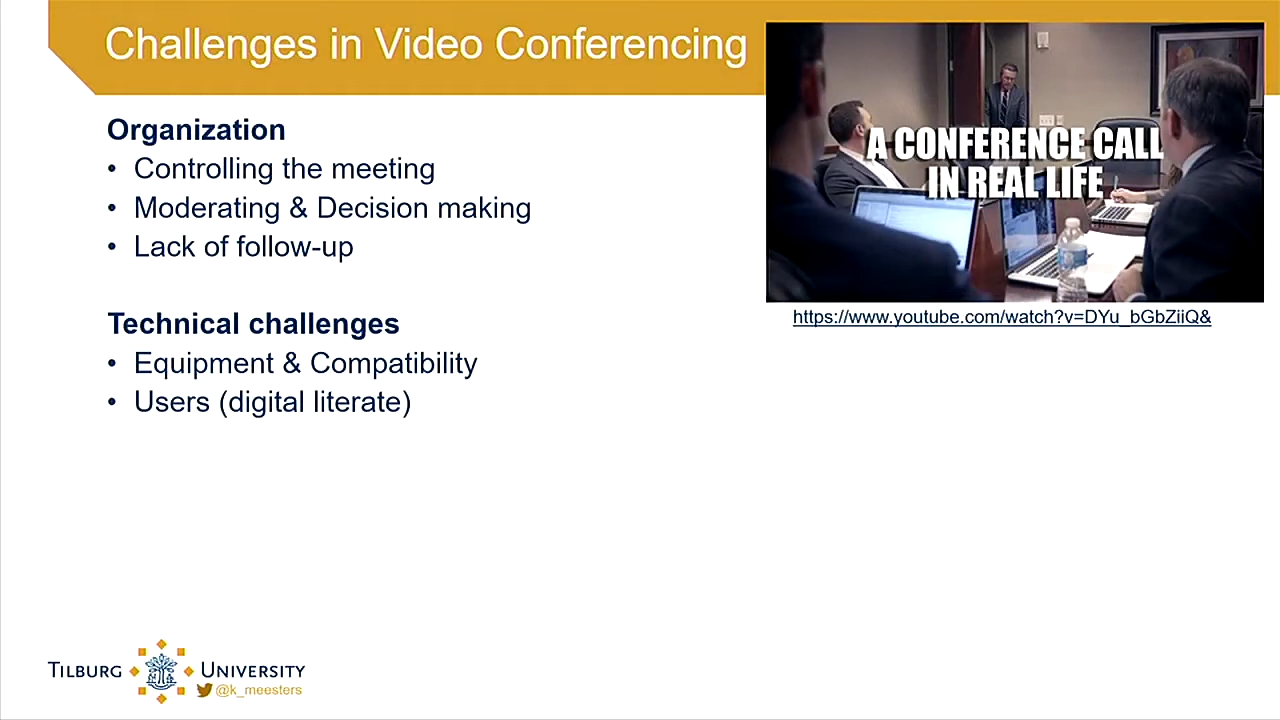 Challenges in Video Conferencing
Organization
• Controlling the meeting
• Moderating & Decision making
• Lack of follow-up
Technical challenges
• Equipment & Compatibility
• Users (digital literate)
A CONFERENCE CALL
IN REAL LIFE
https://www.youtube.com/watch?v=DYu_bGbZiiQ&
TILBURG UNIVERSITY
@k_meesters